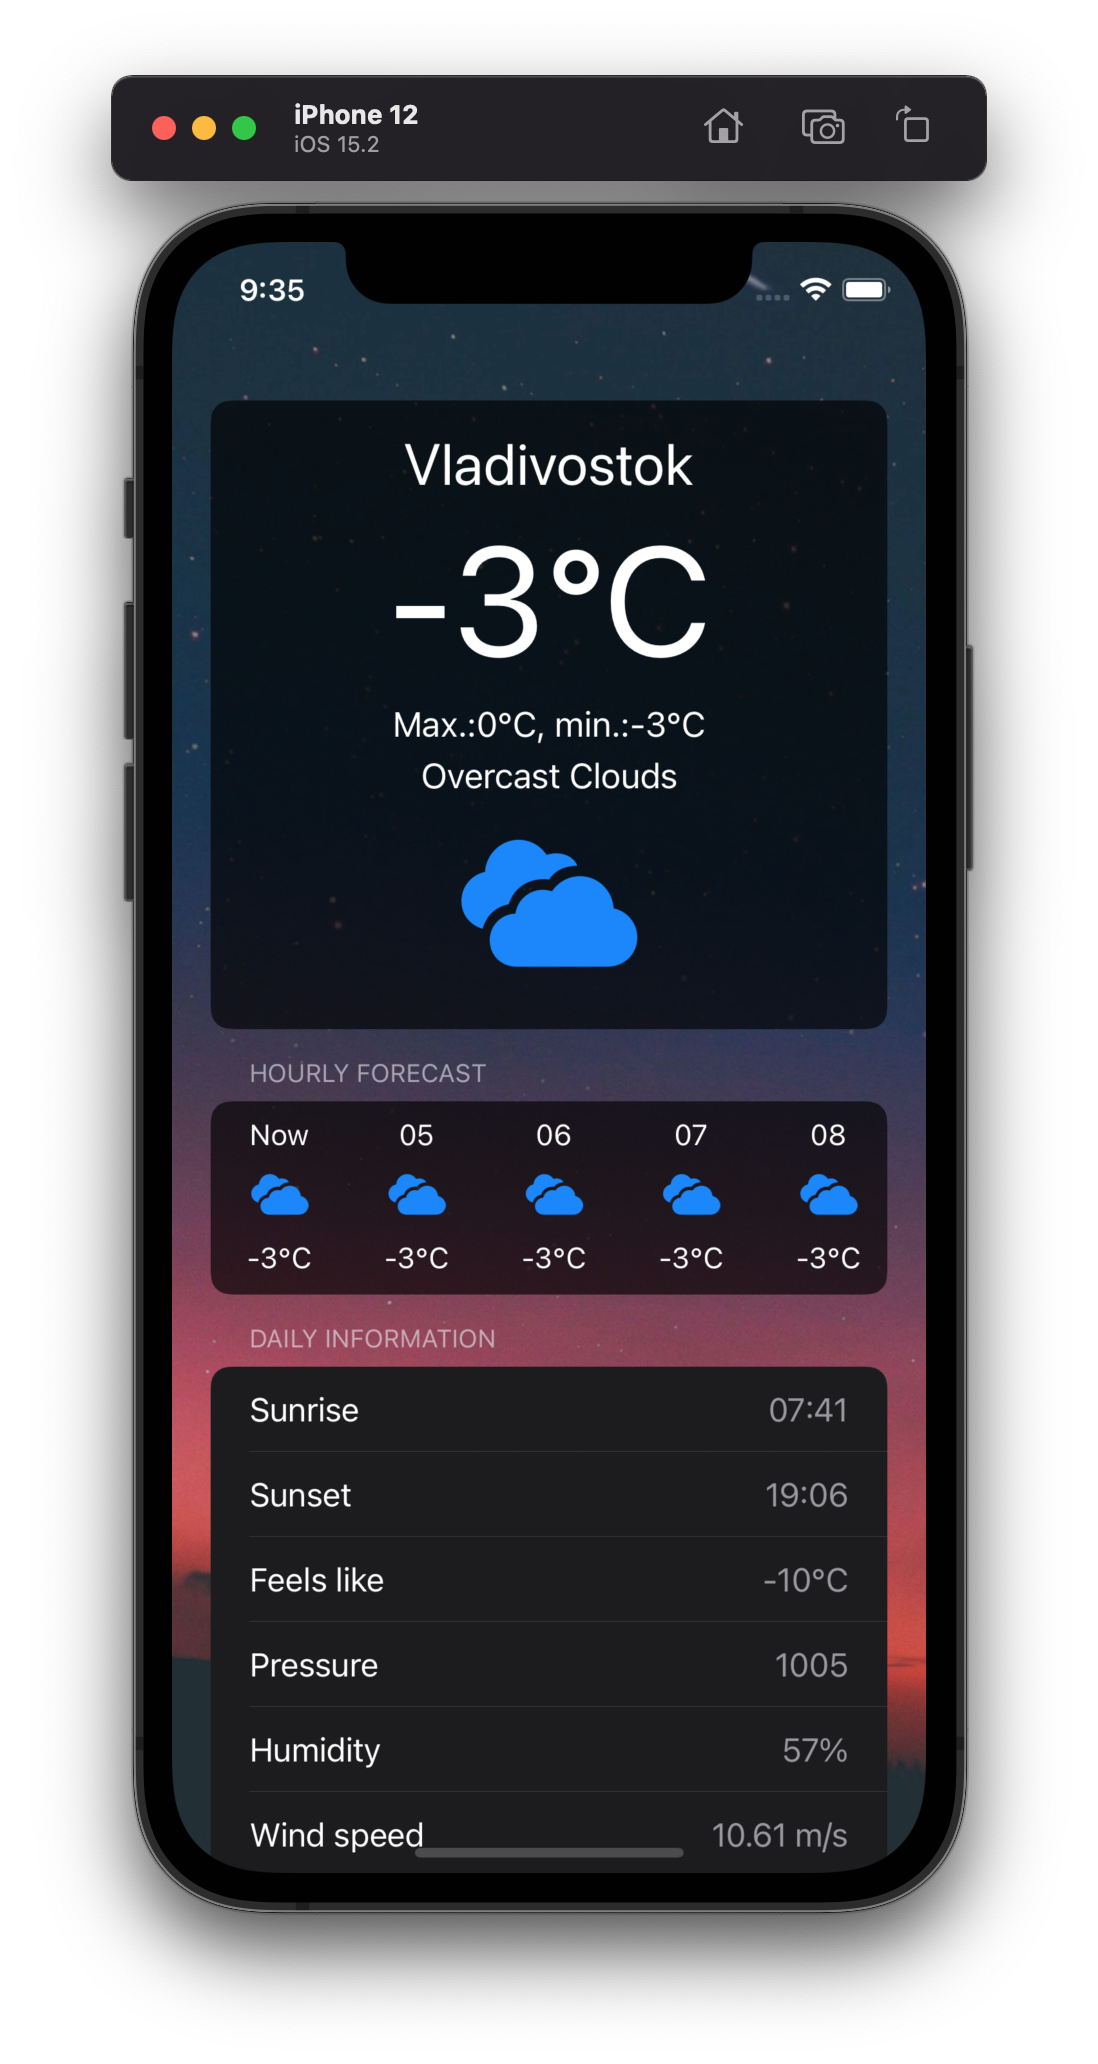 iPhone 12
iOS 15.2
9:35
Vladivostok
-3°C
Max.:0°C, min.:-3°C
Overcast Clouds
HOURLY FORECAST
Now 05 06 07 08
-3°C -3°C -3°C -3°C -3°C
DAILY INFORMATION
Sunrise 07:41
Sunset 19:06
Feels like -10°C
Pressure 1005
Humidity 57%
Wind speed 10.61 m/s